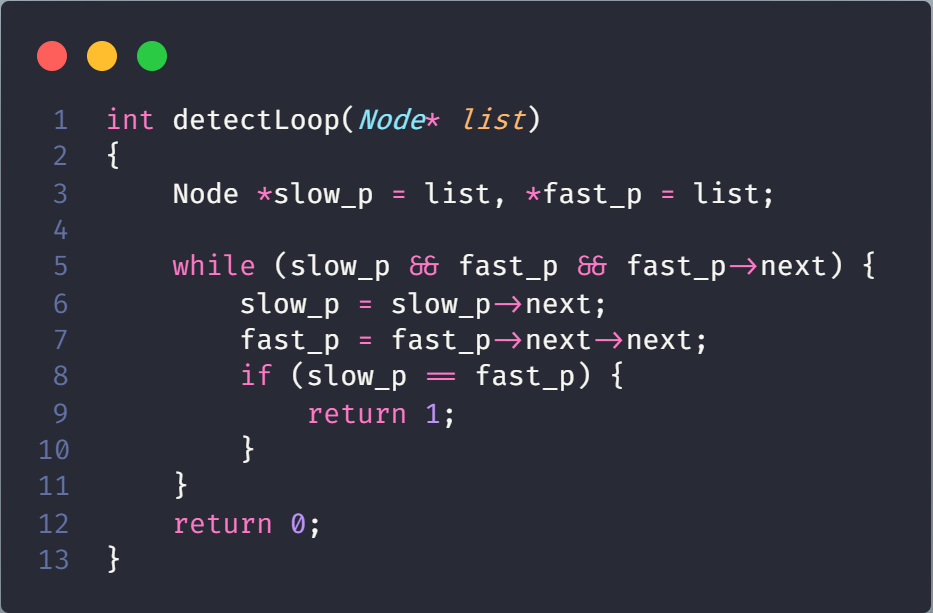 1 int detectLoop(Node* list)
2 {
3     Node *slow_p = list, *fast_p = list;
4
5     while (slow_p && fast_p && fast_p->next) {
6         slow_p = slow_p->next;
7         fast_p = fast_p->next->next;
8         if (slow_p == fast_p) {
9             return 1;
10         }
11     }
12     return 0;
13 }